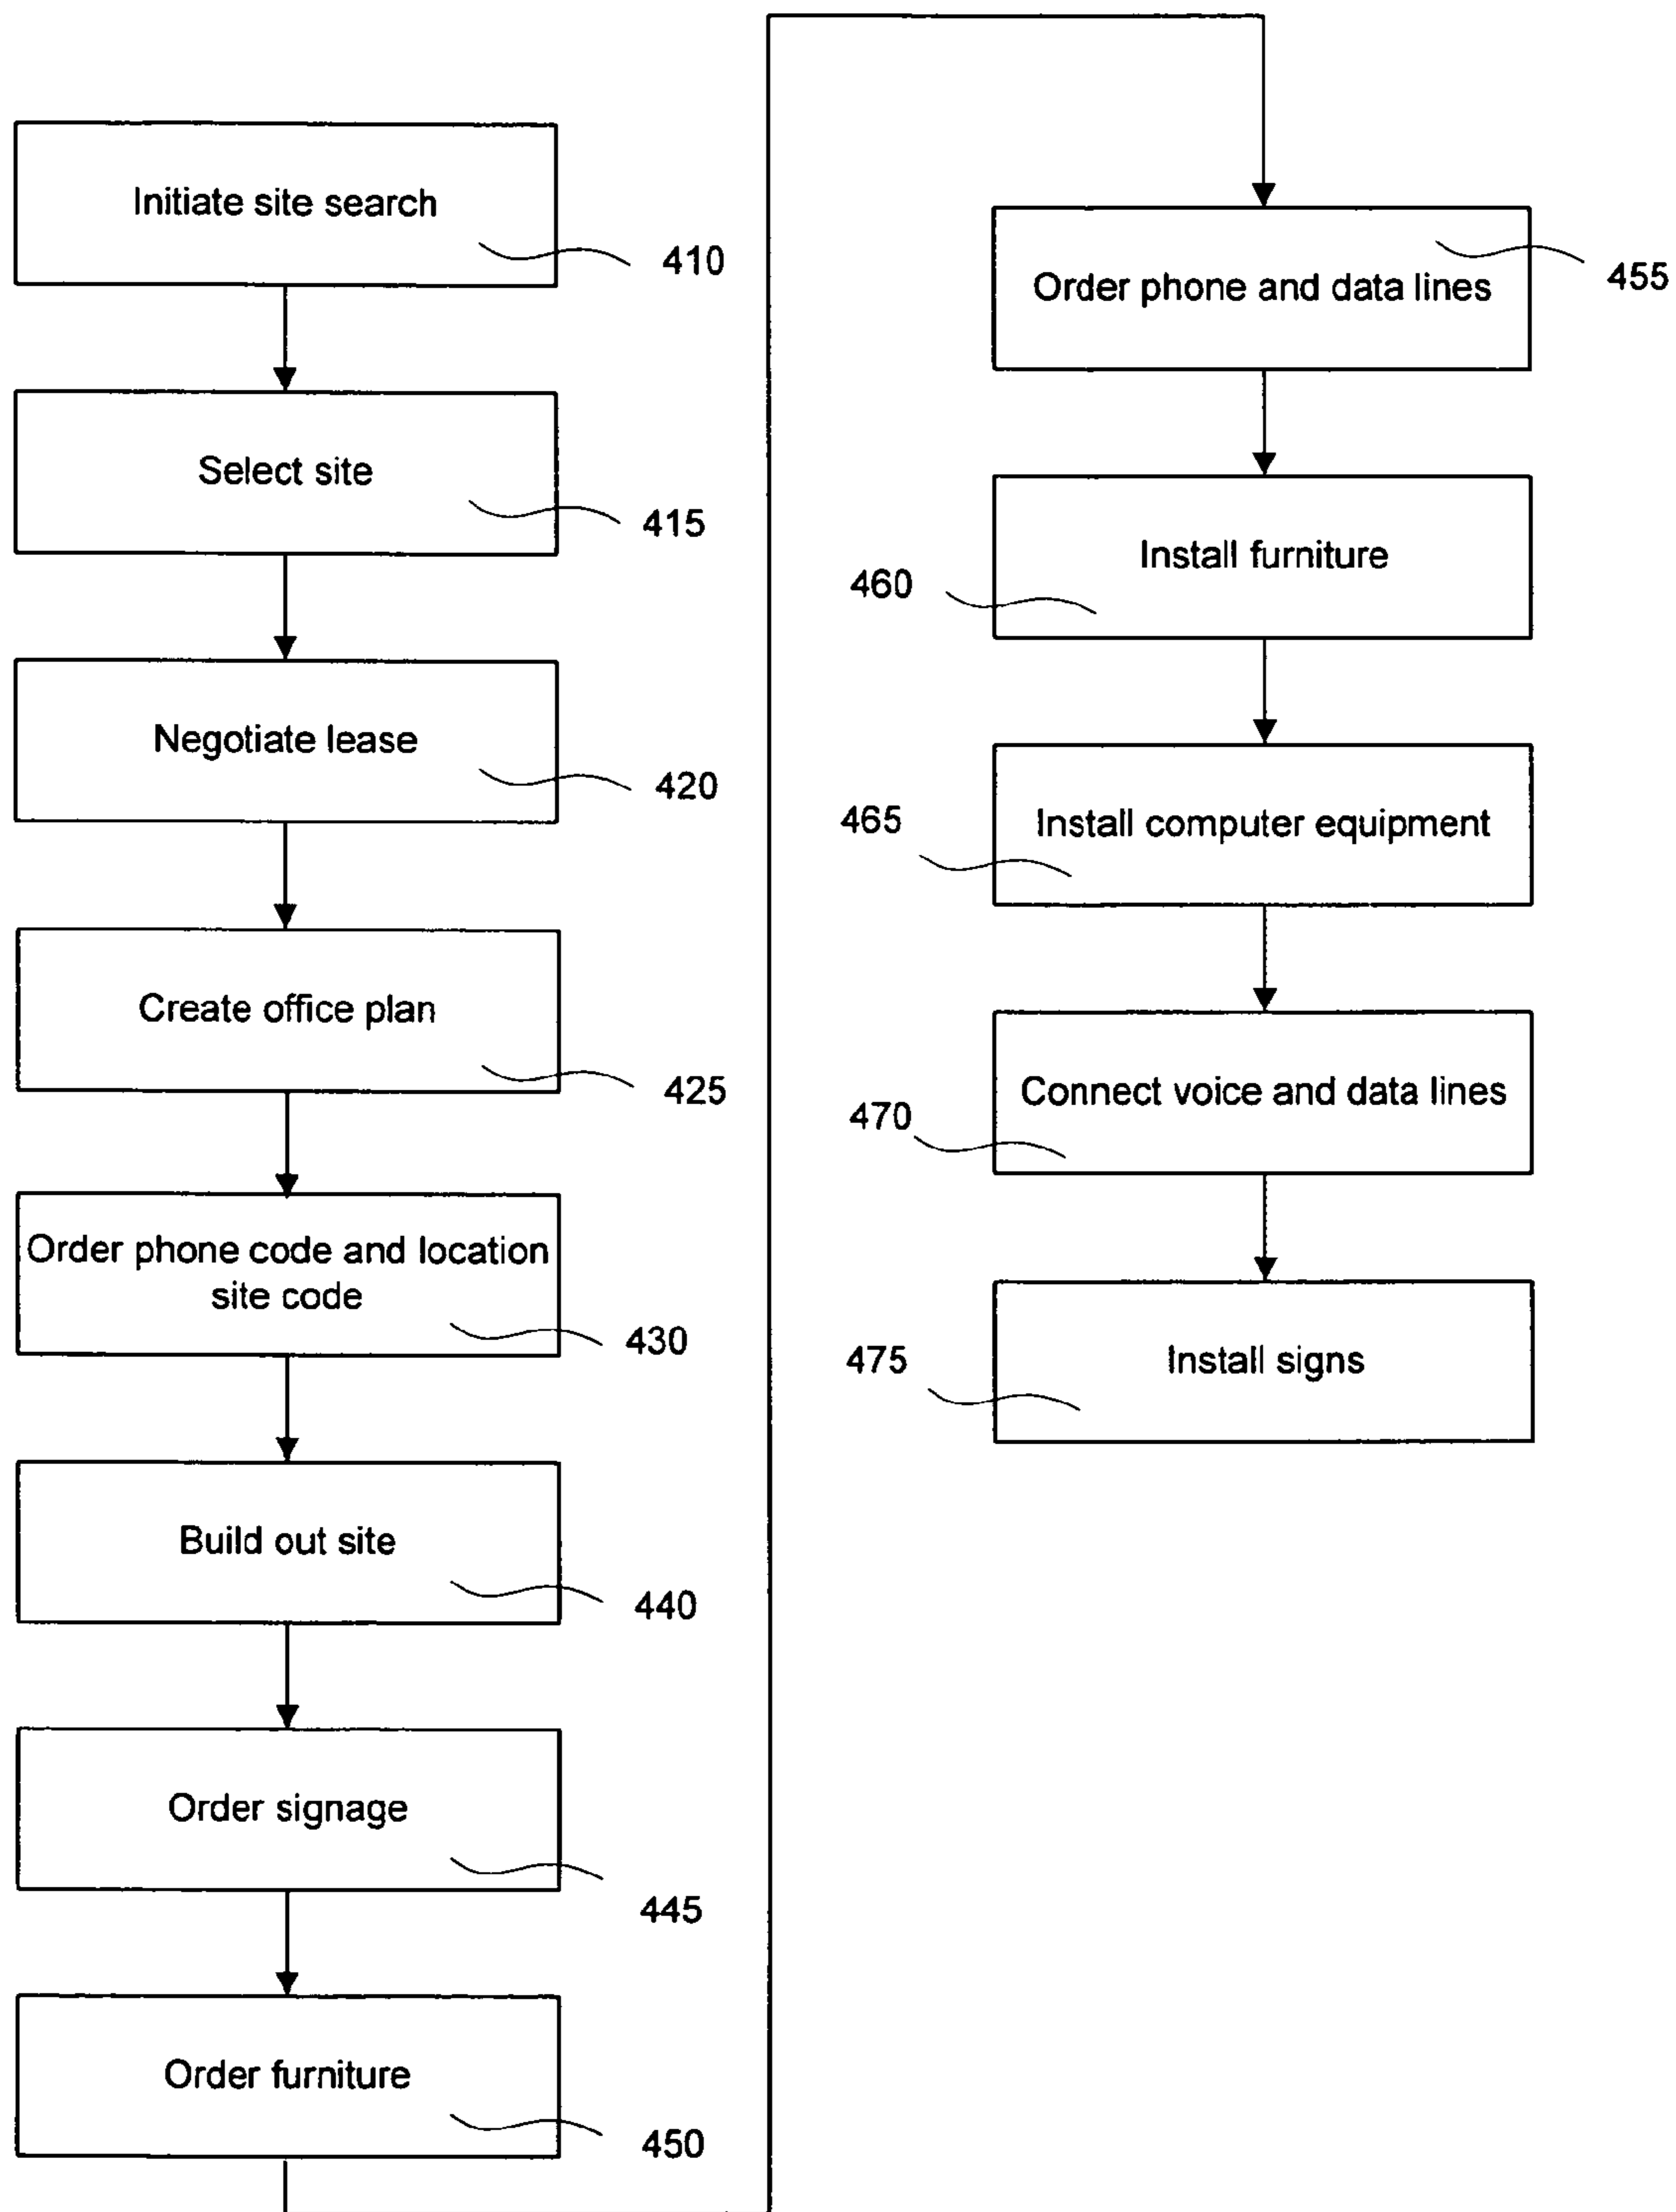 Initiate site search
410
Select site
415
Negotiate lease
420
Create office plan
425
Order phone code and location
site code
430
Build out site
440
Order signage
445
Order furniture
450
Order phone and data lines
455
Install furniture
460
Install computer equipment
465
Connect voice and data lines
470
Install signs
475